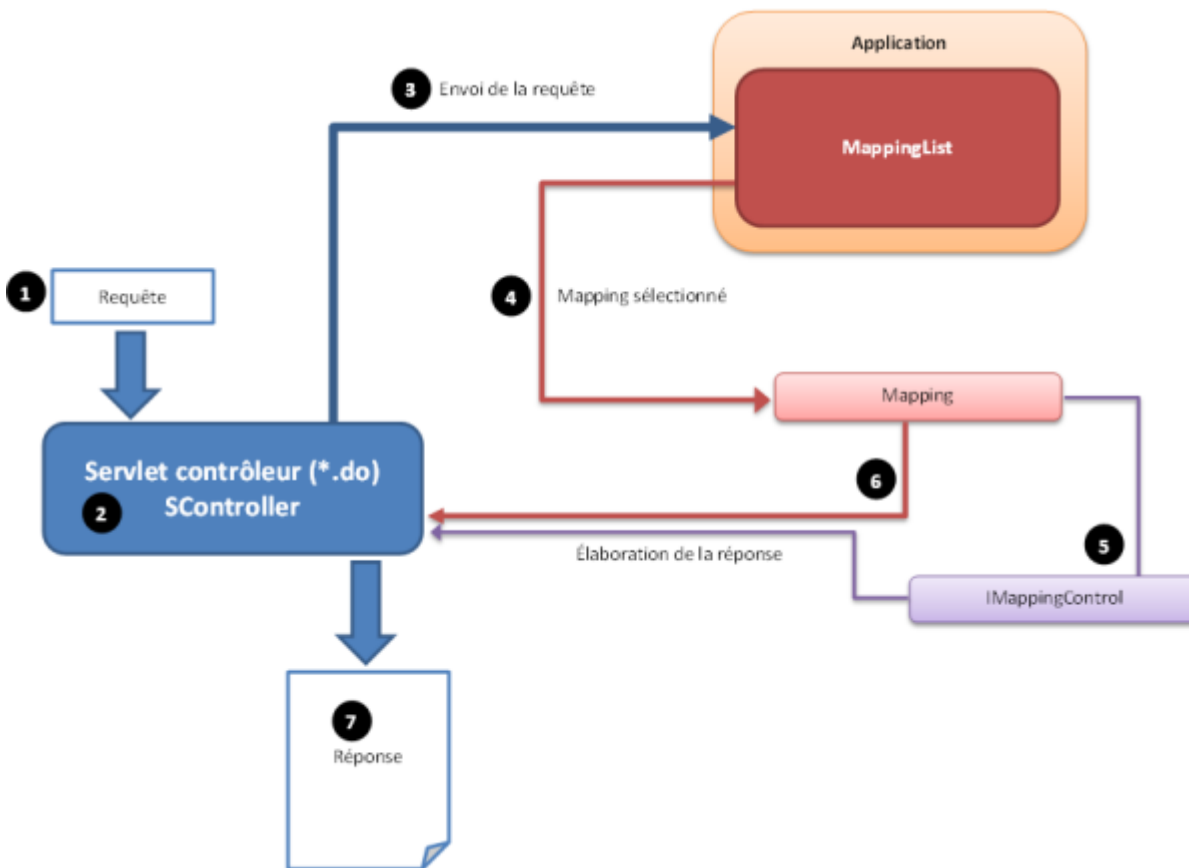 Application
3 Envoi de la requête
MappingList
1 Requête
4 Mapping sélectionné
Mapping
Servlet contrôleur (*.do)
SController
2
6
Élaboration de la réponse
5
IMappingControl
7
Réponse